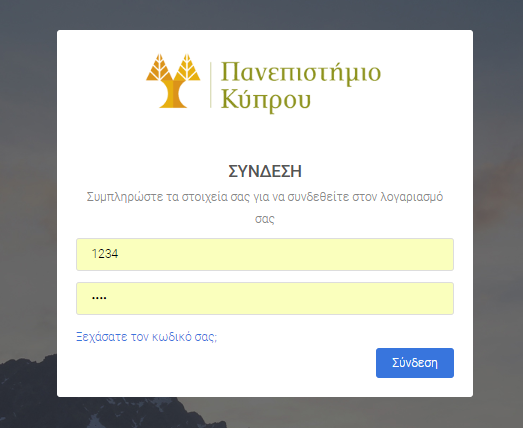 Πανεπιστήμιο
Κύπρου
ΣΥΝΔΕΣΗ
Συμπληρώστε τα στοιχεία σας για να συνδεθείτε στον λογαριασμό
σας
1234
••••
Ξεχάσατε τον κωδικό σας;
Σύνδεση